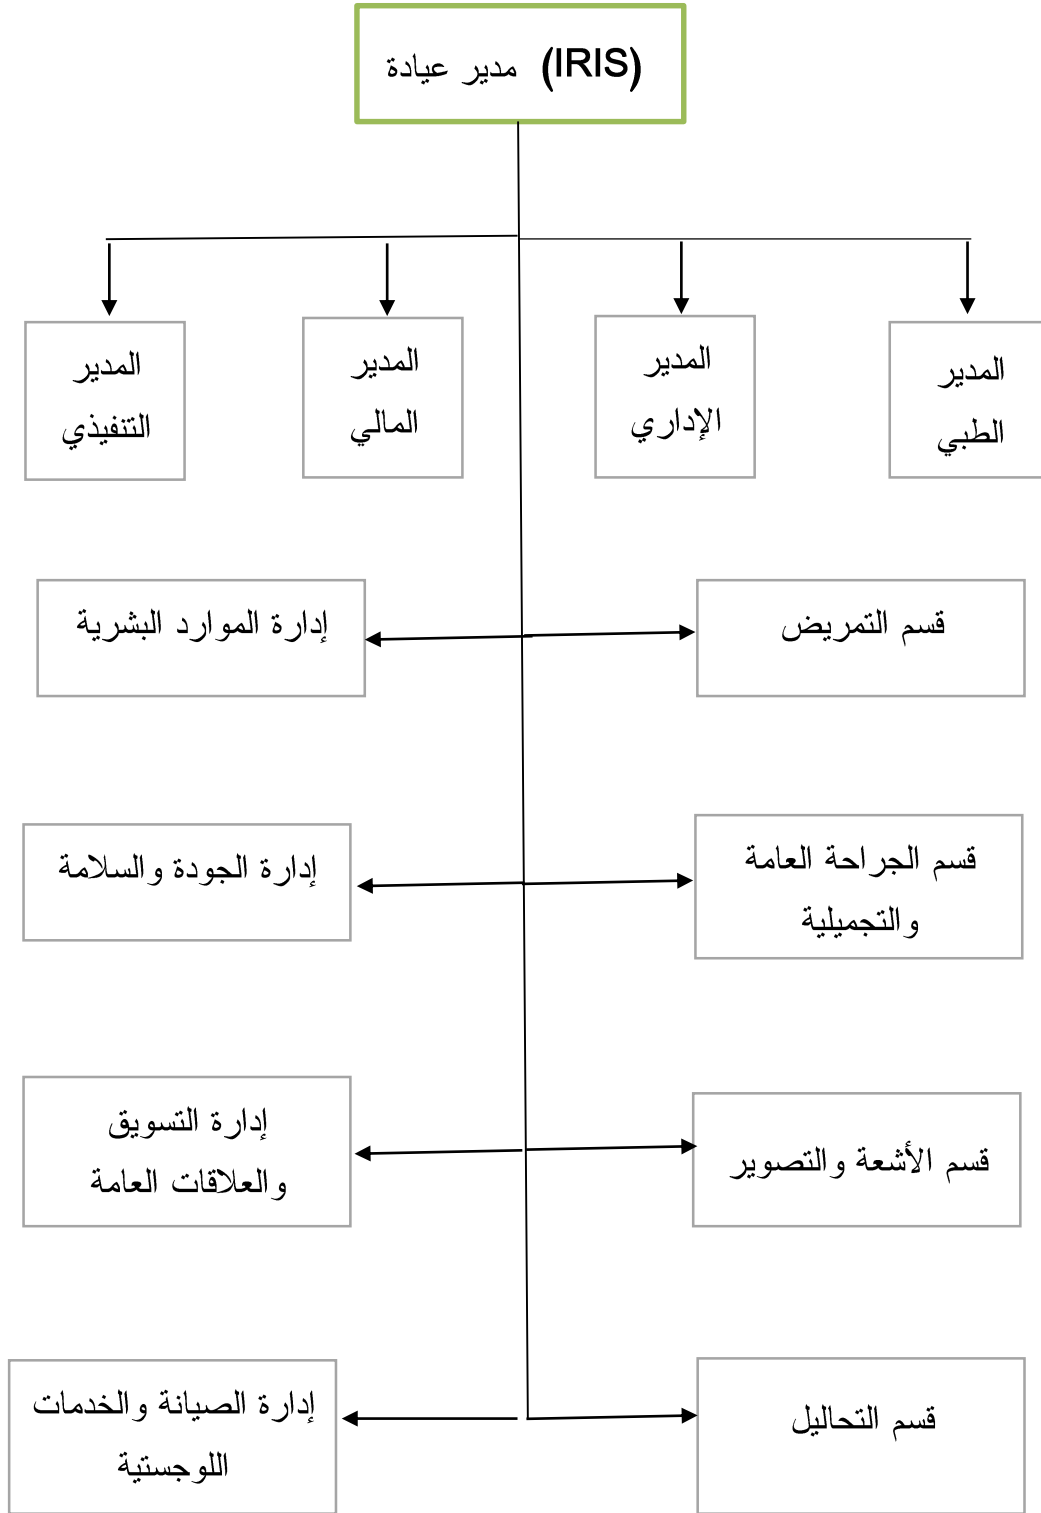 مدير عيادة (IRIS)
المدير
الطبي
المدير
الإداري
المدير
المالي
المدير
التنفيذي
قسم التمريض
إدارة الموارد البشرية
قسم الجراحة العامة
والتجميلية
إدارة الجودة والسلامة
قسم الأشعة والتصوير
إدارة التسويق
والعلاقات العامة
قسم التحاليل
إدارة الصيانة والخدمات
اللوجستية